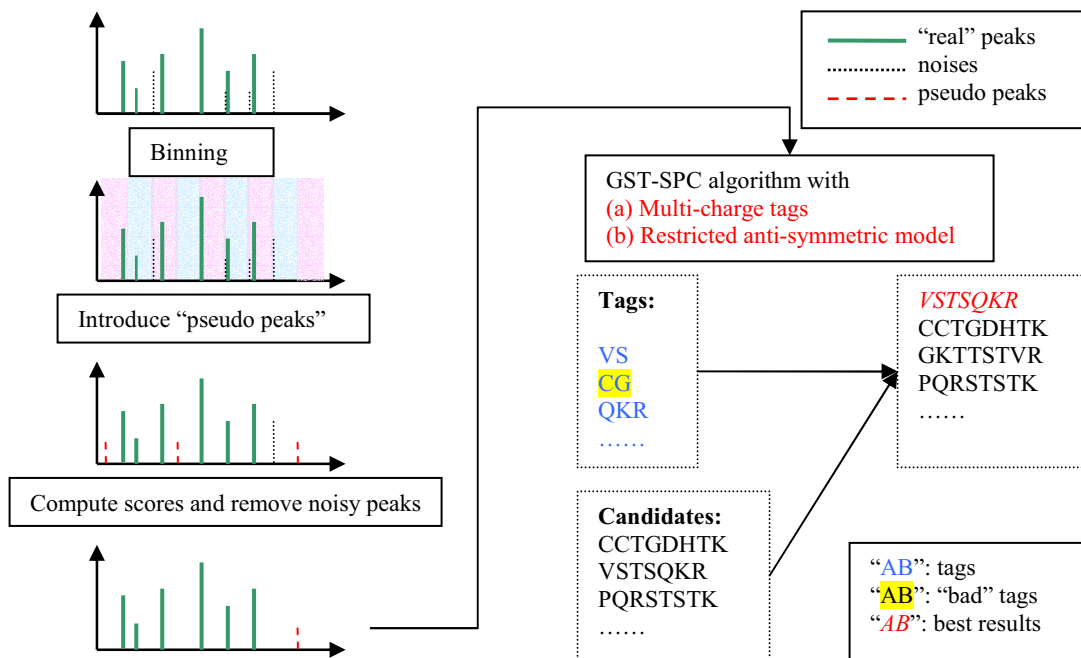 “real” peaks
noises
pseudo peaks
Binning
Introduce “pseudo peaks”
Compute scores and remove noisy peaks
GST-SPC algorithm with
(a) Multi-charge tags
(b) Restricted anti-symmetric model
Tags:
VS
CG
QKR
……
Candidates:
CCTGDHTK
VSTSQKR
PQRSTSTK
……
VSTSQKR
CCTGDHTK
GKTTSTVR
PQRSTSTK
……
“AB”: tags
“AB”: “bad” tags
“AB”: best results